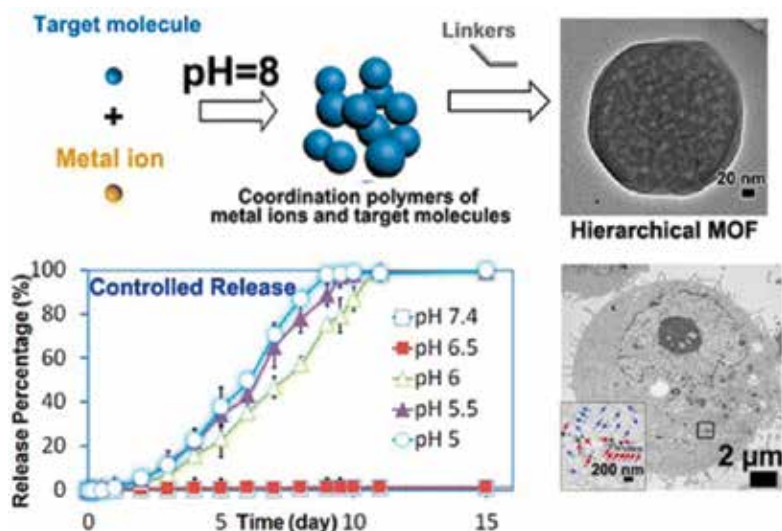 Target molecule
+
Metal ion
pH=8
Coordination polymers of
metal ions and target molecules
Linkers
20 nm
Hierarchical MOF
Controlled Release
Release Percentage (%)
100
80
60
40
20
0
0
5
10
15
Time (day)
pH 7.4
pH 6.5
pH 6
pH 5.5
pH 5
200 nm
2 µm